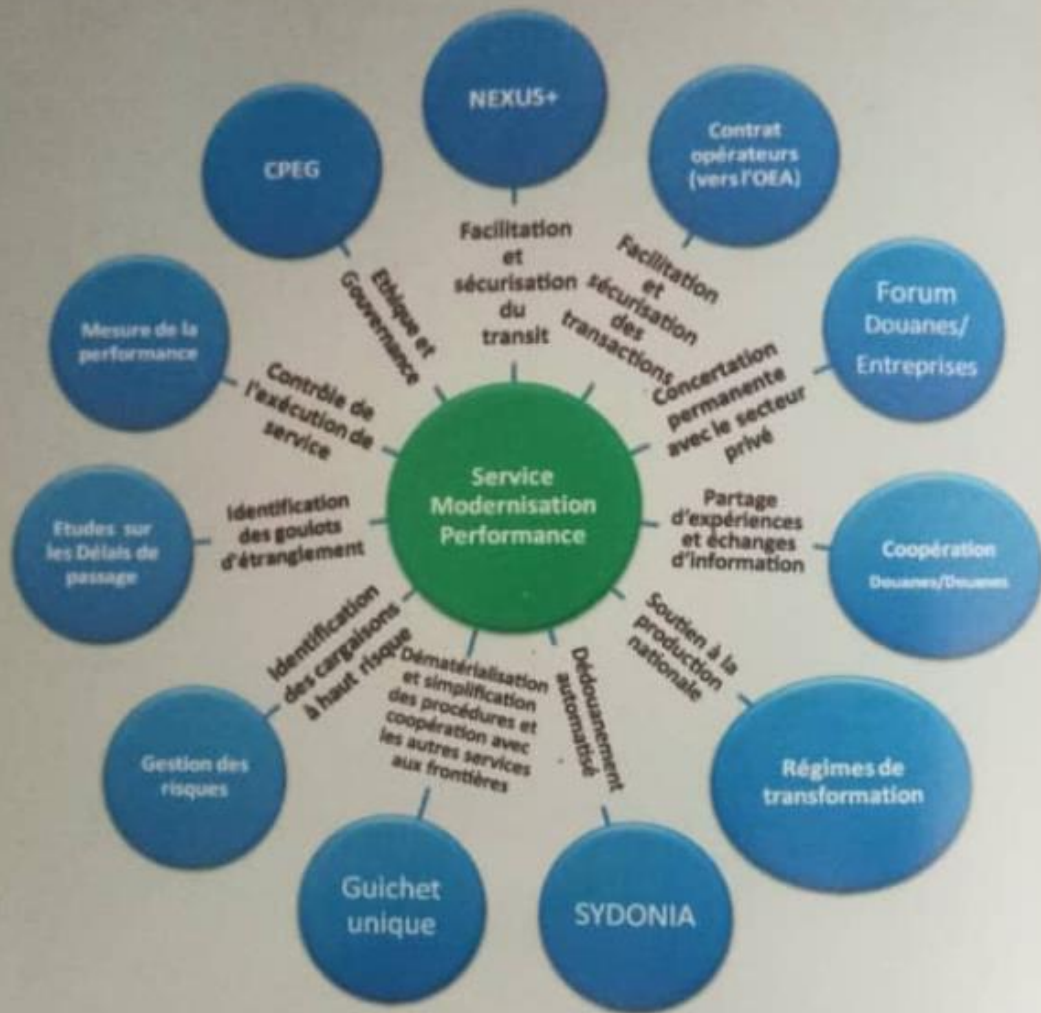 NEXUS+
Facilitation
et
sécurisation
du
transit
Contrat
opérateurs
(vers l'OEA)
Facilitation
et
sécurisation
des
transactions
Forum
Douanes/
Entreprises
Concertation
permanente
avec le secteur
privé
Coopération
Douanes/Douanes
Partage
d'expériences
et échanges
d'information
Régimes de
transformation
Soutien à la
production
nationale
SYDONIA
Dédouanement
automatisé
Guichet
unique
Dématérialisation
et simplification
des procédures et
coopération avec
les autres services
aux frontières
Gestion des
risques
Identification
des cargaisons
à haut risque
Etudes sur
les Délais de
passage
Identification
des goulots
d'étranglement
Mesure de la
performance
Contrôle de
l'exécution de
service
CPEG
Ethique et
Gouvernance
Service
Modernisation
Performance